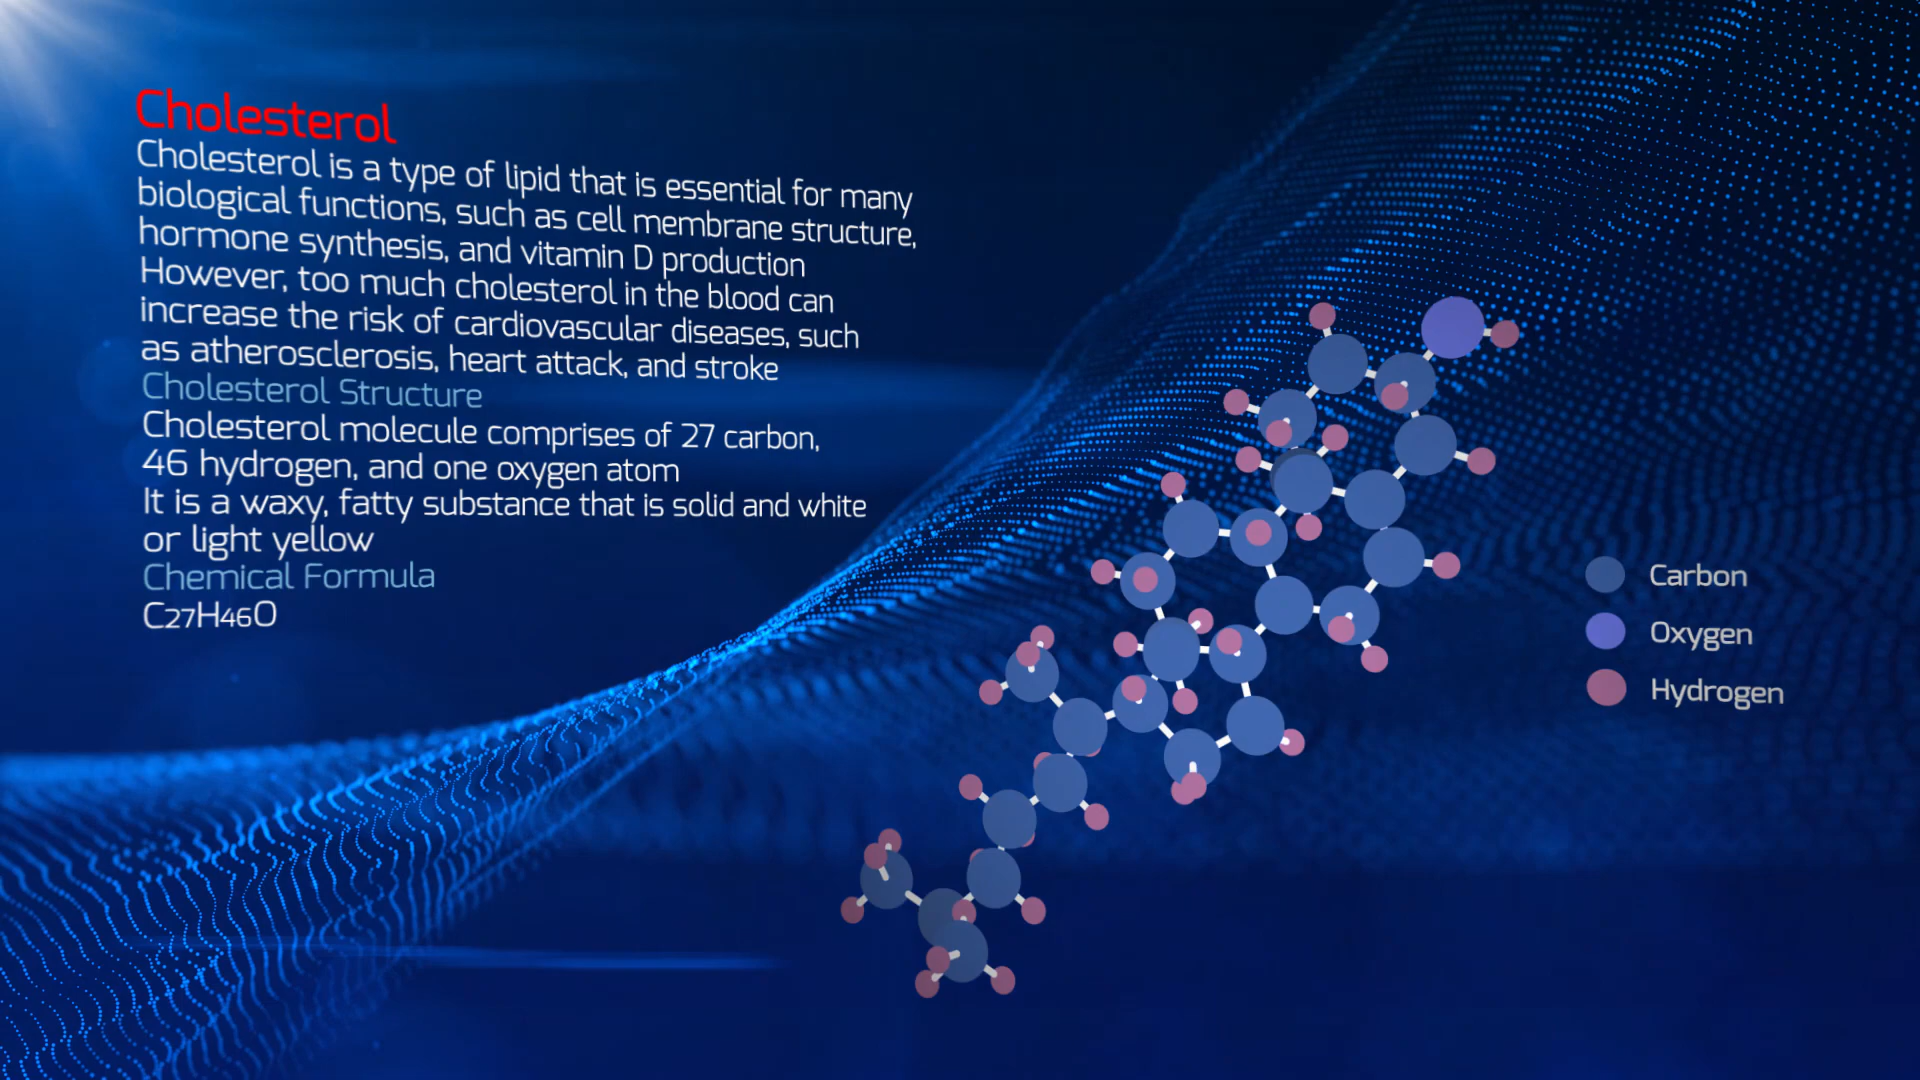 Cholesterol
Cholesterol is a type of lipid that is essential for many
biological functions, such as cell membrane structure,
hormone synthesis, and vitamin D production
However, too much cholesterol in the blood can
increase the risk of cardiovascular diseases, such
as atherosclerosis, heart attack, and stroke
Cholesterol Structure
Cholesterol molecule comprises of 27 carbon,
46 hydrogen, and one oxygen atom
It is a waxy, fatty substance that is solid and white
or light yellow
Chemical Formula
C27H46O
Carbon
Oxygen
Hydrogen